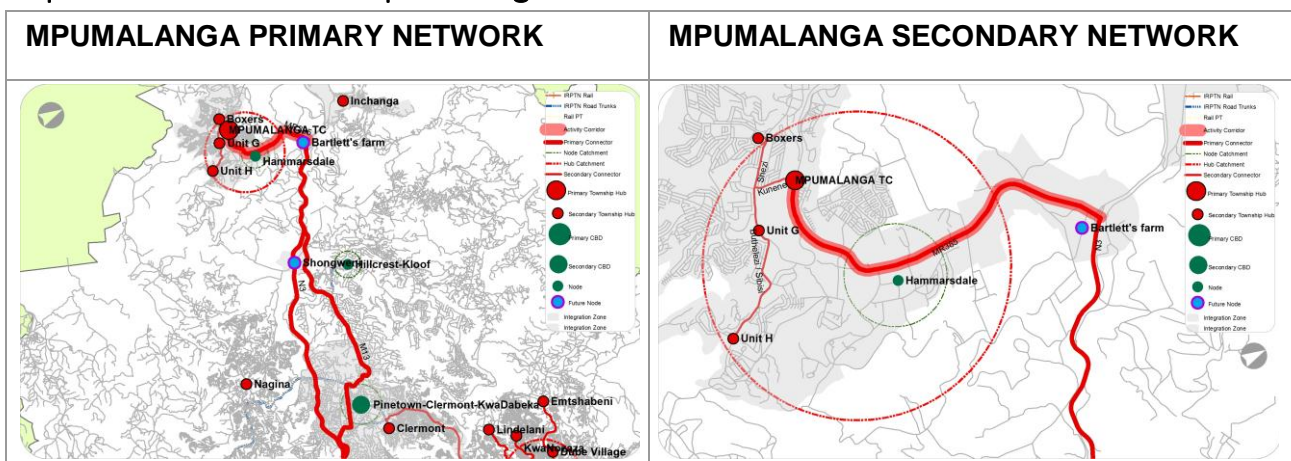 MPUMALANGA PRIMARY NETWORK
MPUMALANGA SECONDARY NETWORK
Inchanga
Boxers
MPUMALANGA TC
Unit G
Bartlett's farm
Hammarsdale
Unit H
Shongweni
Hillcrest-Kloof
N3
M13
Nagina
Pinetown-Clermont-KwaDabeka
Emtshabeni
Clermont
Lindelani
Dube Village
IRPTN Rail
IRPTN Road Trunks
Rail PT
Activity Corridor
Primary Connector
Node Catchment
Hub Catchment
Secondary Connector
Primary Township Hub
Secondary Township Hub
Primary CBD
Secondary CBD
Node
Future Node
Integration Zone
Integration Zone
Boxers
Shezi
MPUMALANGA TC
Kunene
Unit G
Bartlett's farm
N3
Hammarsdale
Unit H
IRPTN Rail
IRPTN Road Trunks
Rail PT
Activity Corridor
Primary Connector
Node Catchment
Hub Catchment
Secondary Connector
Primary Township Hub
Secondary Township Hub
Primary CBD
Secondary CBD
Node
Future Node
Integration Zone
Integration Zone